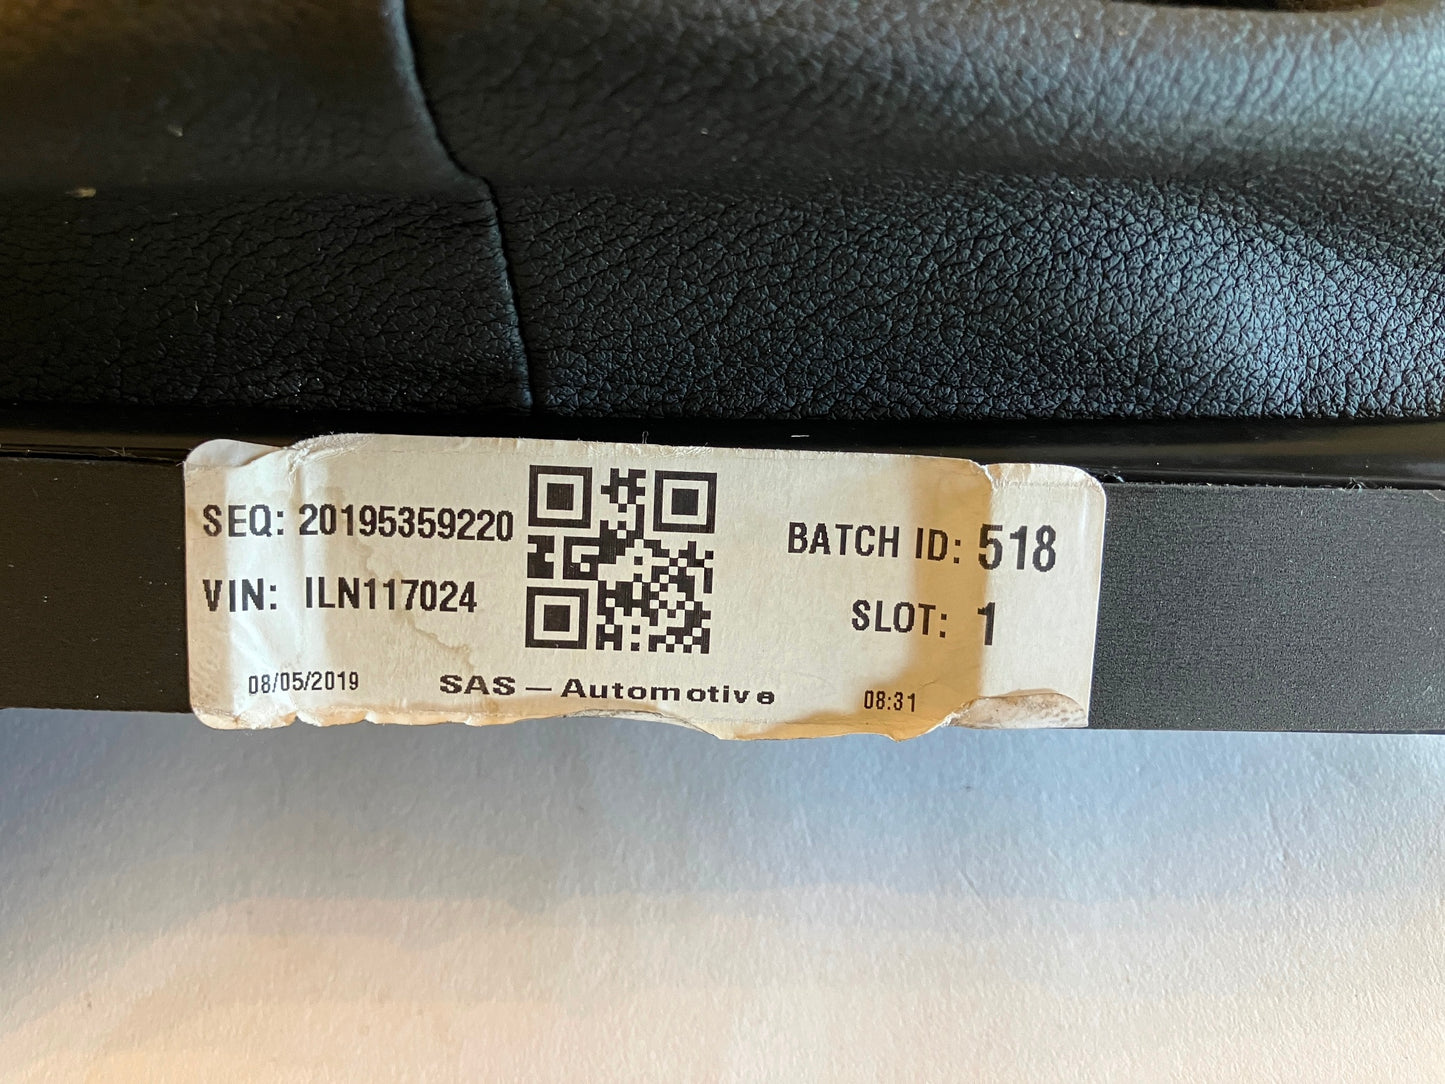 SEQ: 20195359220
VIN: ILN117024
BATCH ID: 518
SLOT: 1
08/05/2019
SAS – Automotive
08:31